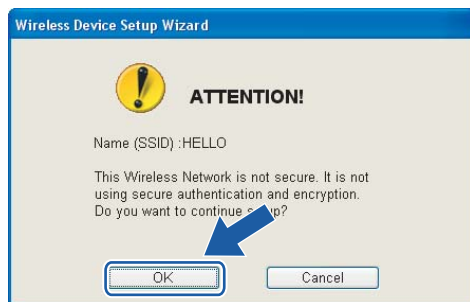 Wireless Device Setup Wizard
ATTENTION!
Name (SSID) :HELLO
This Wireless Network is not secure. It is not
using secure authentication and encryption.
Do you want to continue setup?
OK
Cancel